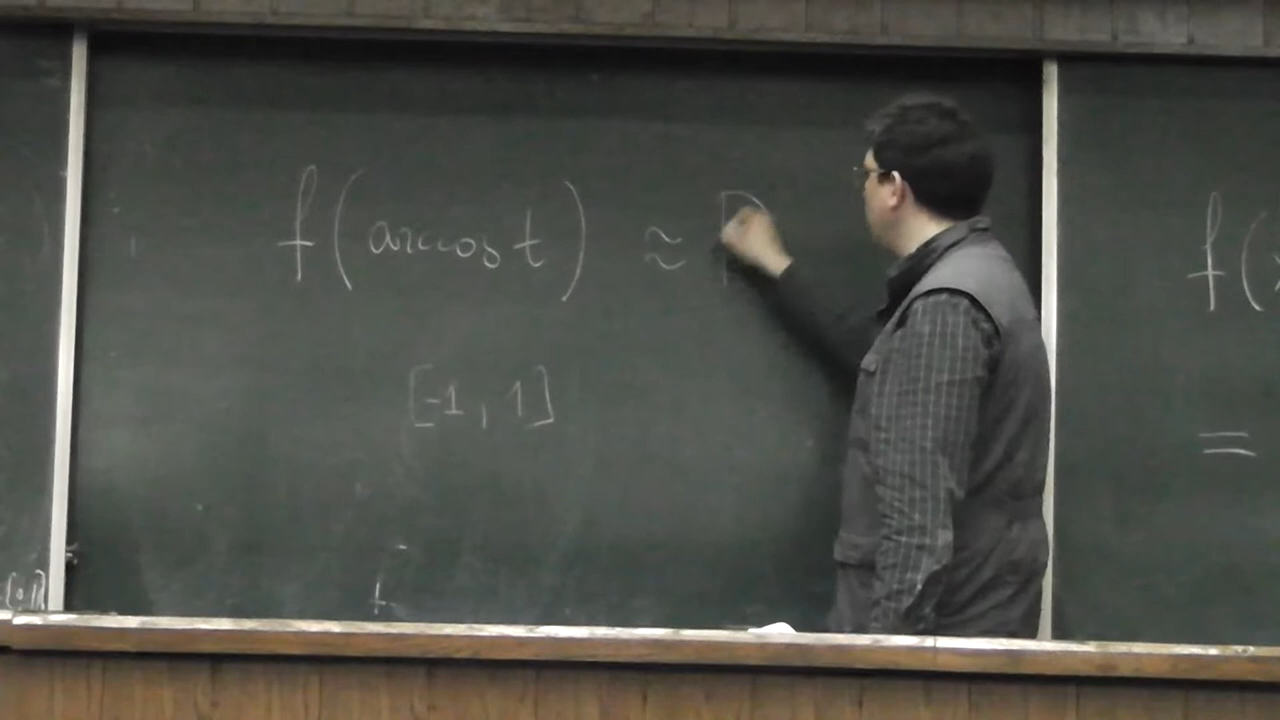 f(arccos t) ≈ P
[-1, 1]
f(x
=